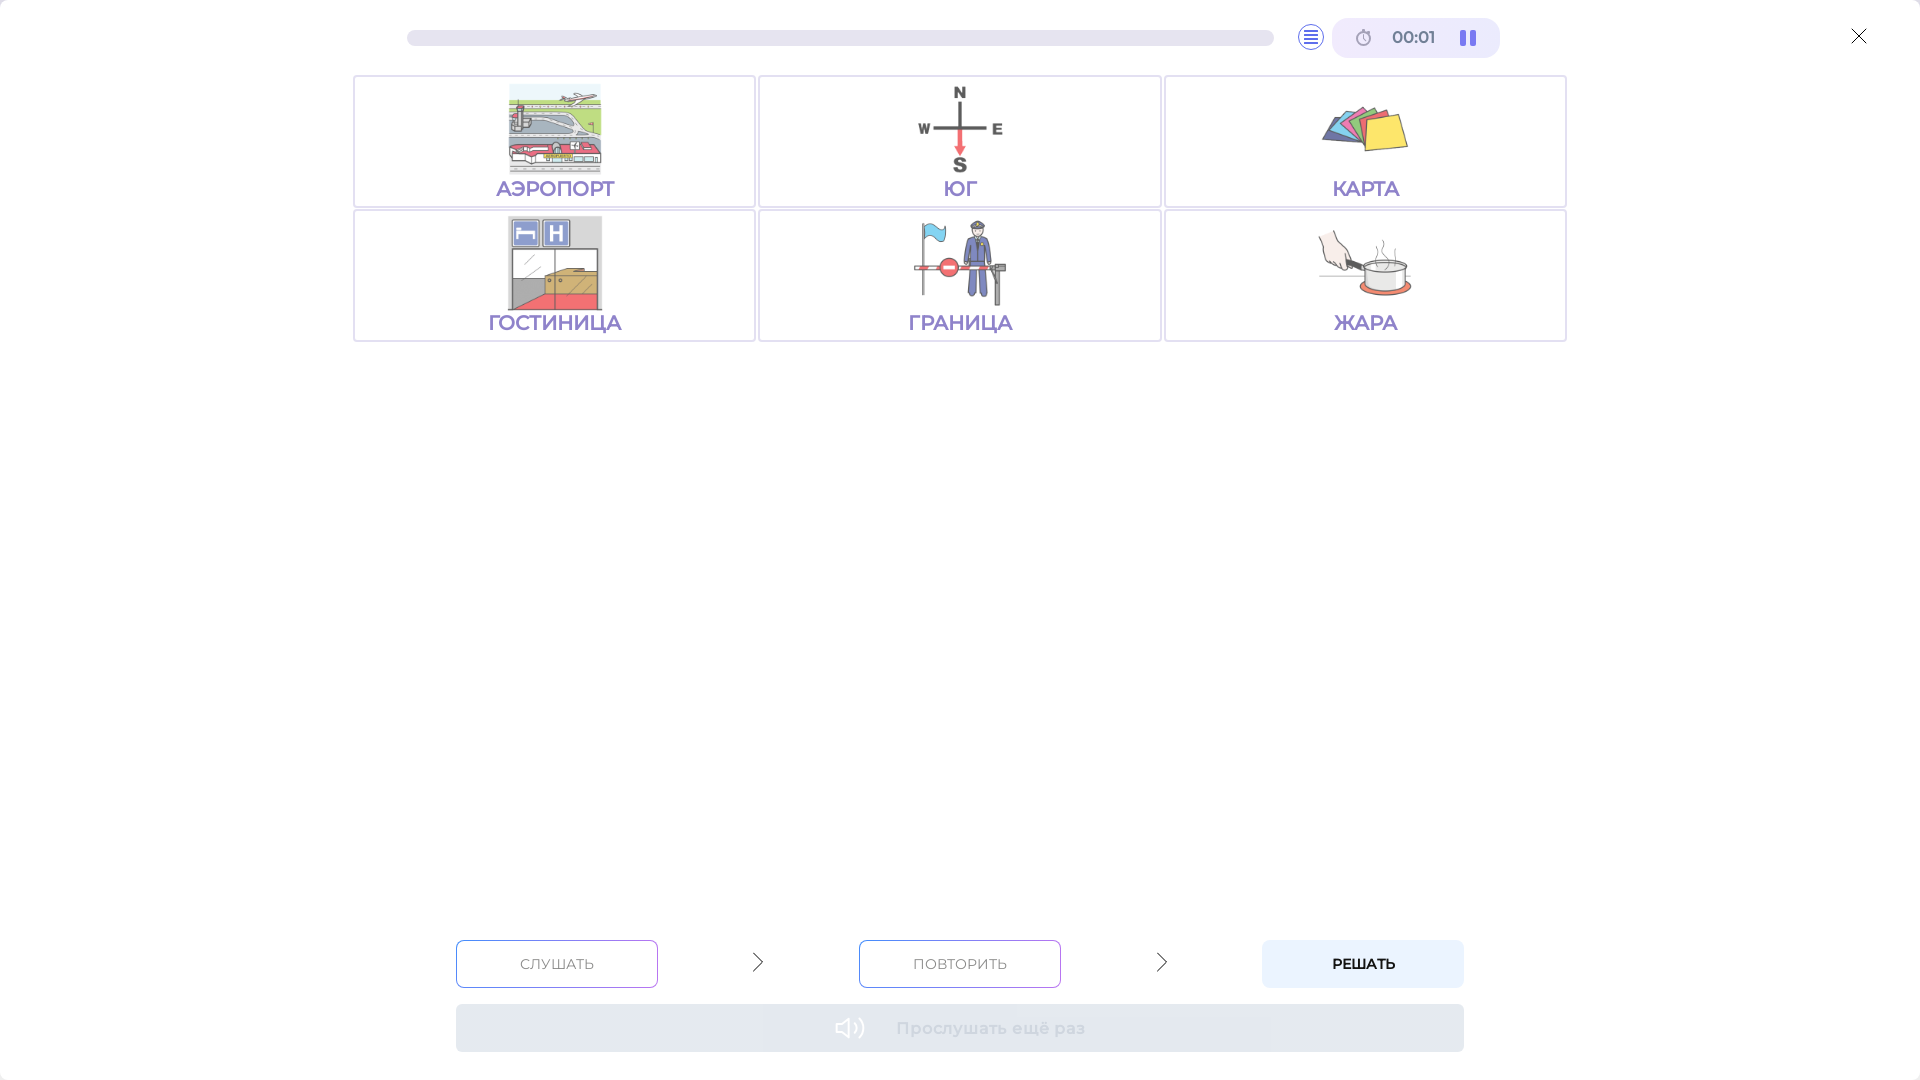 00:01
N
W E
S
АЭРОПОРТ
ЮГ
КАРТА
H
ГОСТИНИЦА
ГРАНИЦА
ЖАРА
СЛУШАТЬ
ПОВТОРИТЬ
РЕШАТЬ
Прослушать ещё раз